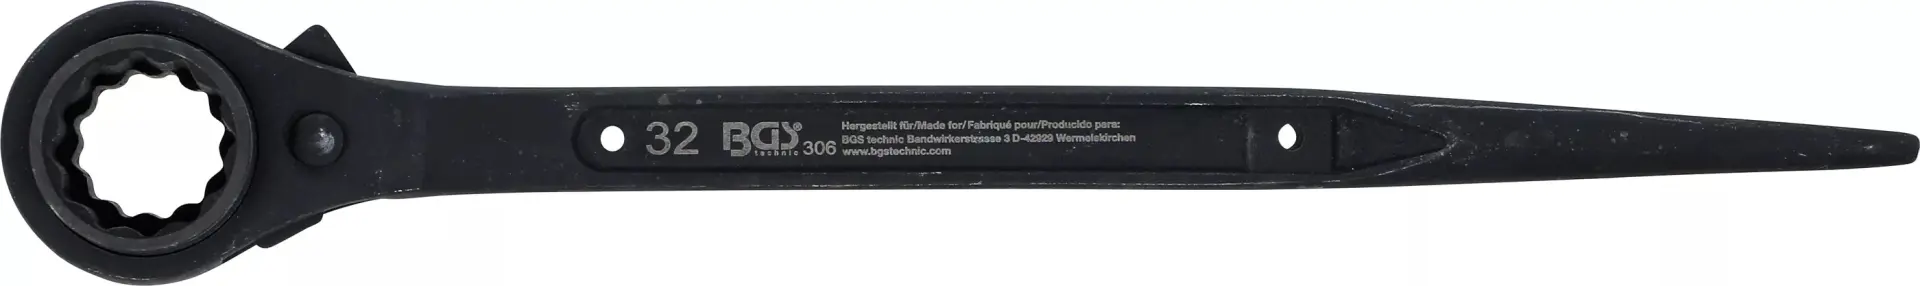 32 BGS® technic 306
Hergestellt für/Made for/Fabriqué pour/Producido para:
BGS technic Bandwirkerstrasse 3 D-42929 Wermelskirchen
www.bgstechnic.com